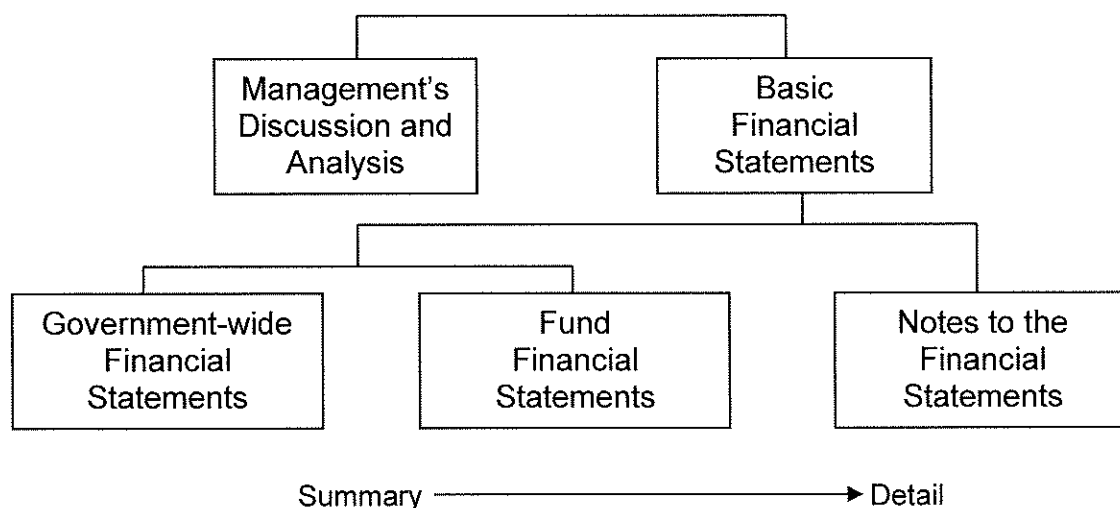 Management's
Discussion and
Analysis
Basic
Financial
Statements
Government-wide
Financial
Statements
Fund
Financial
Statements
Notes to the
Financial
Statements
Summary
Detail